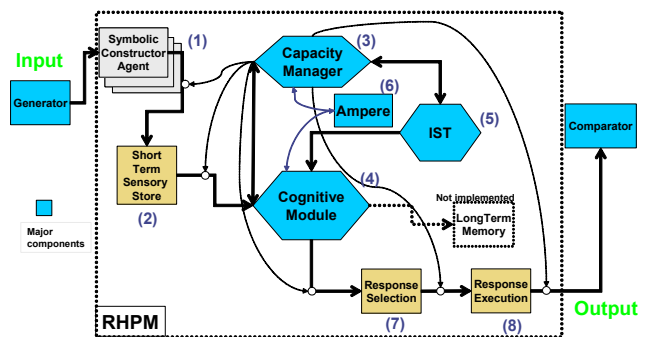 Input
Generator
Symbolic
Constructor
Agent
(1)
Capacity
Manager
(3)
(6)
Ampere
IST
(5)
Comparator
Short
Term
Sensory
Store
(2)
Cognitive
Module
(4)
Not implemented
LongTerm
Memory
Major
components
Response
Selection
(7)
Response
Execution
(8)
Output
RHPM